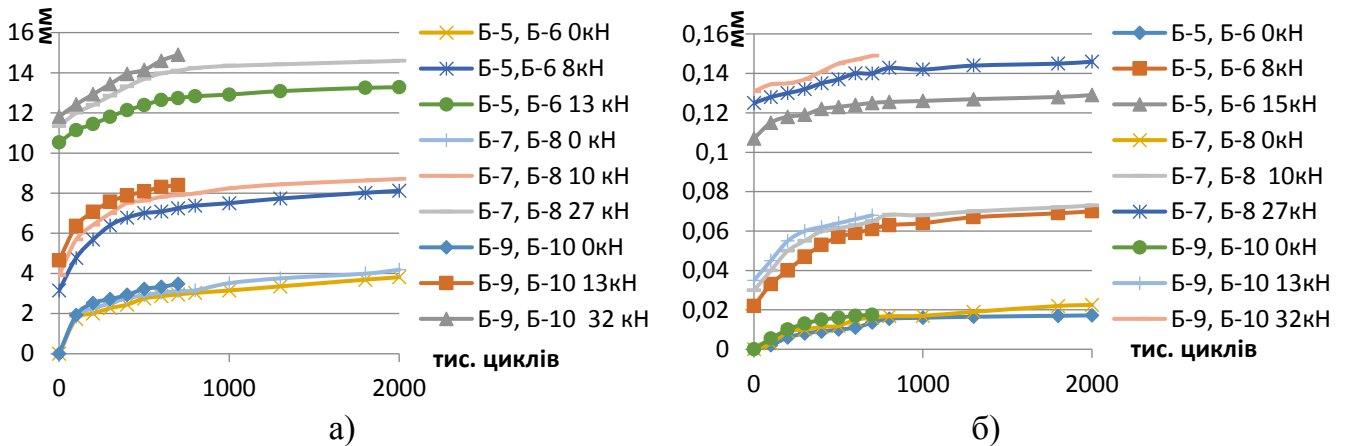 мм
16
14
12
10
8
6
4
2
0
0
1000
2000
тис. циклів
Б-5, Б-6 0кН
Б-5,Б-6 8кН
Б-5, Б-6 13 кН
Б-7, Б-8 0 кН
Б-7, Б-8 10 кН
Б-7, Б-8 27 кН
Б-9, Б-10 0кН
Б-9, Б-10 13кН
Б-9, Б-10 32 кН
а)
мм
0,16
0,14
0,12
0,1
0,08
0,06
0,04
0,02
0
0
1000
2000
тис. циклів
Б-5, Б-6 0кН
Б-5, Б-6 8кН
Б-5, Б-6 15кН
Б-7, Б-8 0кН
Б-7, Б-8 10кН
Б-7, Б-8 27кН
Б-9, Б-10 0кН
Б-9, Б-10 13кН
Б-9, Б-10 32кН
б)